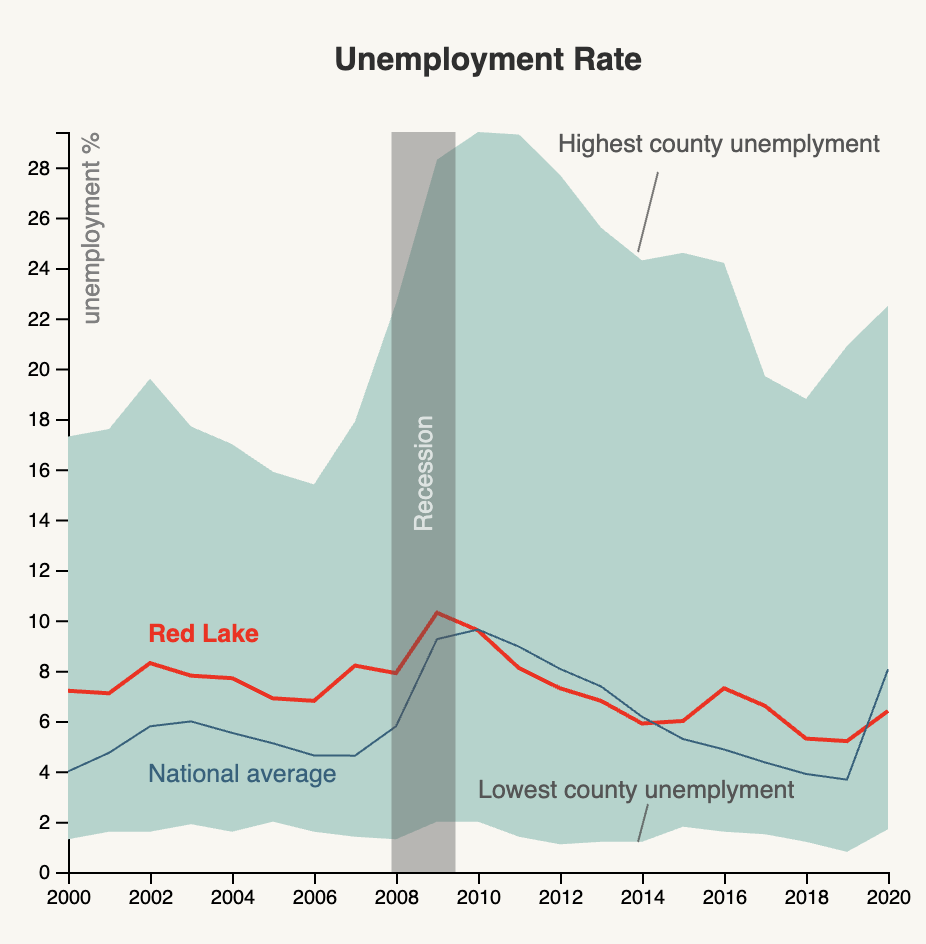 Unemployment Rate
unemployment %
Highest county unemplyment
28
26
24
22
20
18
16
14
12
10
8
6
4
2
0
Recession
Red Lake
National average
Lowest county unemplyment
2000 2002 2004 2006 2008 2010 2012 2014 2016 2018 2020